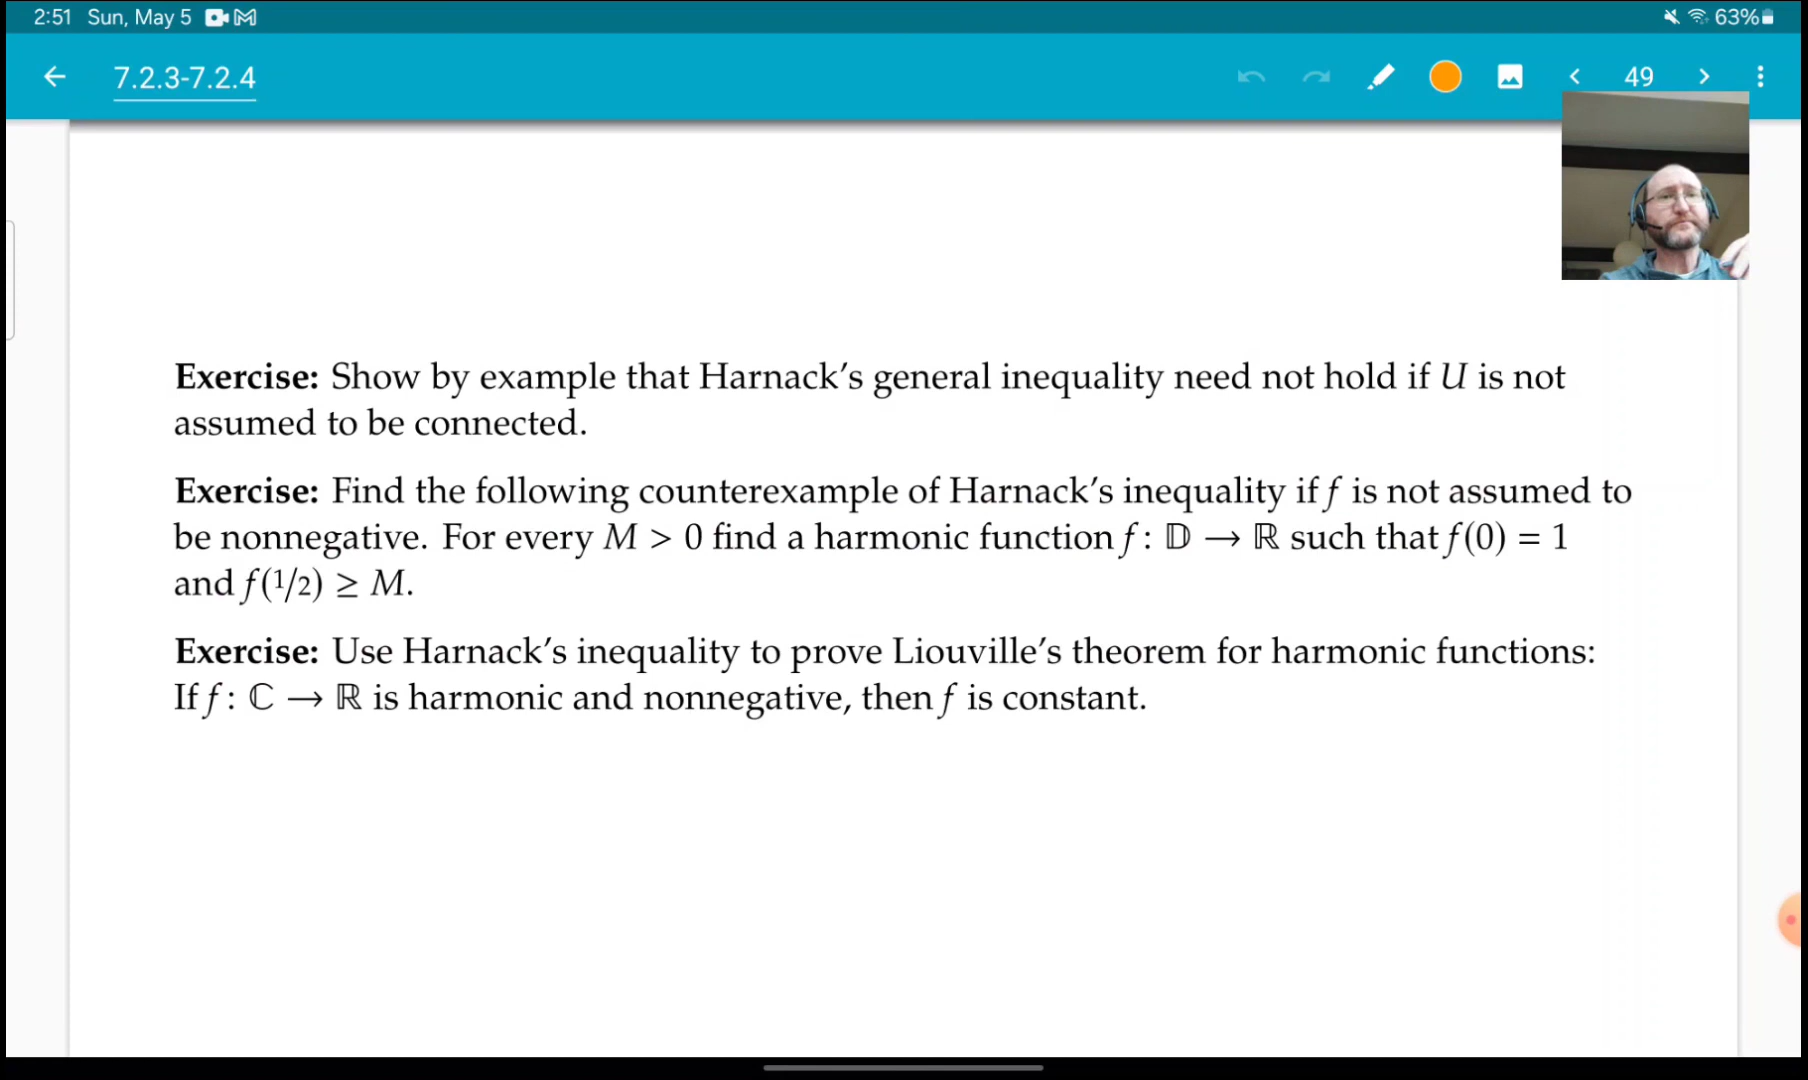 2:51 Sun, May 5 63%
7.2.3-7.2.4 49
Exercise: Show by example that Harnack’s general inequality need not hold if U is not
assumed to be connected.
Exercise: Find the following counterexample of Harnack’s inequality if f is not assumed to
be nonnegative. For every M > 0 find a harmonic function f : 𝔻 → ℝ such that f(0) = 1
and f(1/2) ≥ M.
Exercise: Use Harnack’s inequality to prove Liouville’s theorem for harmonic functions:
If f : ℂ → ℝ is harmonic and nonnegative, then f is constant.